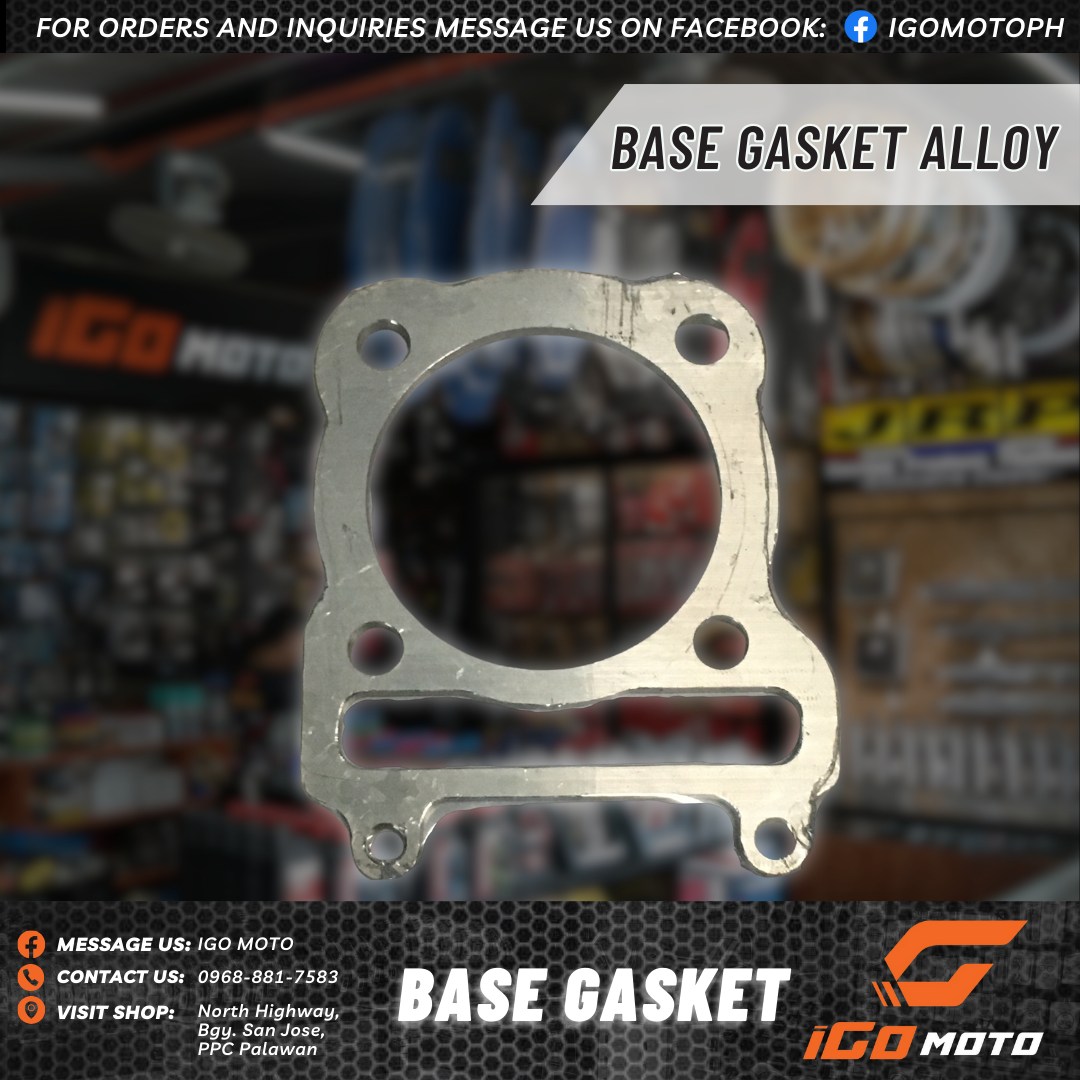 FOR ORDERS AND INQUIRIES MESSAGE US ON FACEBOOK: IGOMOTOPH
BASE GASKET ALLOY
iGO MOTO
JRP
MESSAGE US: IGO MOTO
CONTACT US: 0968-881-7583
VISIT SHOP: North Highway,
Bgy. San Jose,
PPC Palawan
BASE GASKET
iGO MOTO